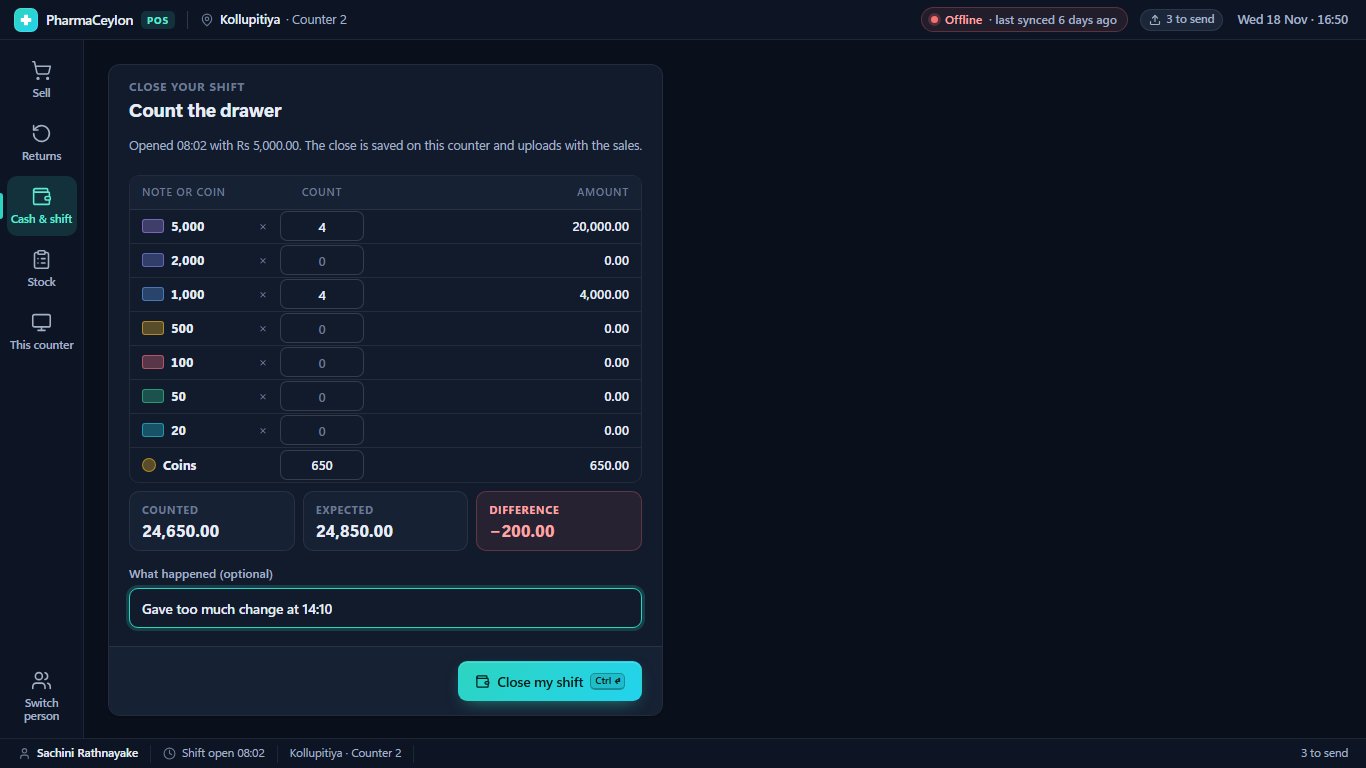 PharmaCeylon POS Kollupitiya · Counter 2 Offline · last synced 6 days ago 3 to send Wed 18 Nov · 16:50
Sell
Returns
Cash & shift
Stock
This counter
Switch
person
CLOSE YOUR SHIFT
Count the drawer
Opened 08:02 with Rs 5,000.00. The close is saved on this counter and uploads with the sales.
NOTE OR COIN COUNT AMOUNT
5,000 × 4 20,000.00
2,000 × 0 0.00
1,000 × 4 4,000.00
500 × 0 0.00
100 × 0 0.00
50 × 0 0.00
20 × 0 0.00
Coins 650 650.00
COUNTED EXPECTED DIFFERENCE
24,650.00 24,850.00 −200.00
What happened (optional)
Gave too much change at 14:10
Close my shift Ctrl ⏎
Sachini Rathnayake Shift open 08:02 Kollupitiya · Counter 2 3 to send